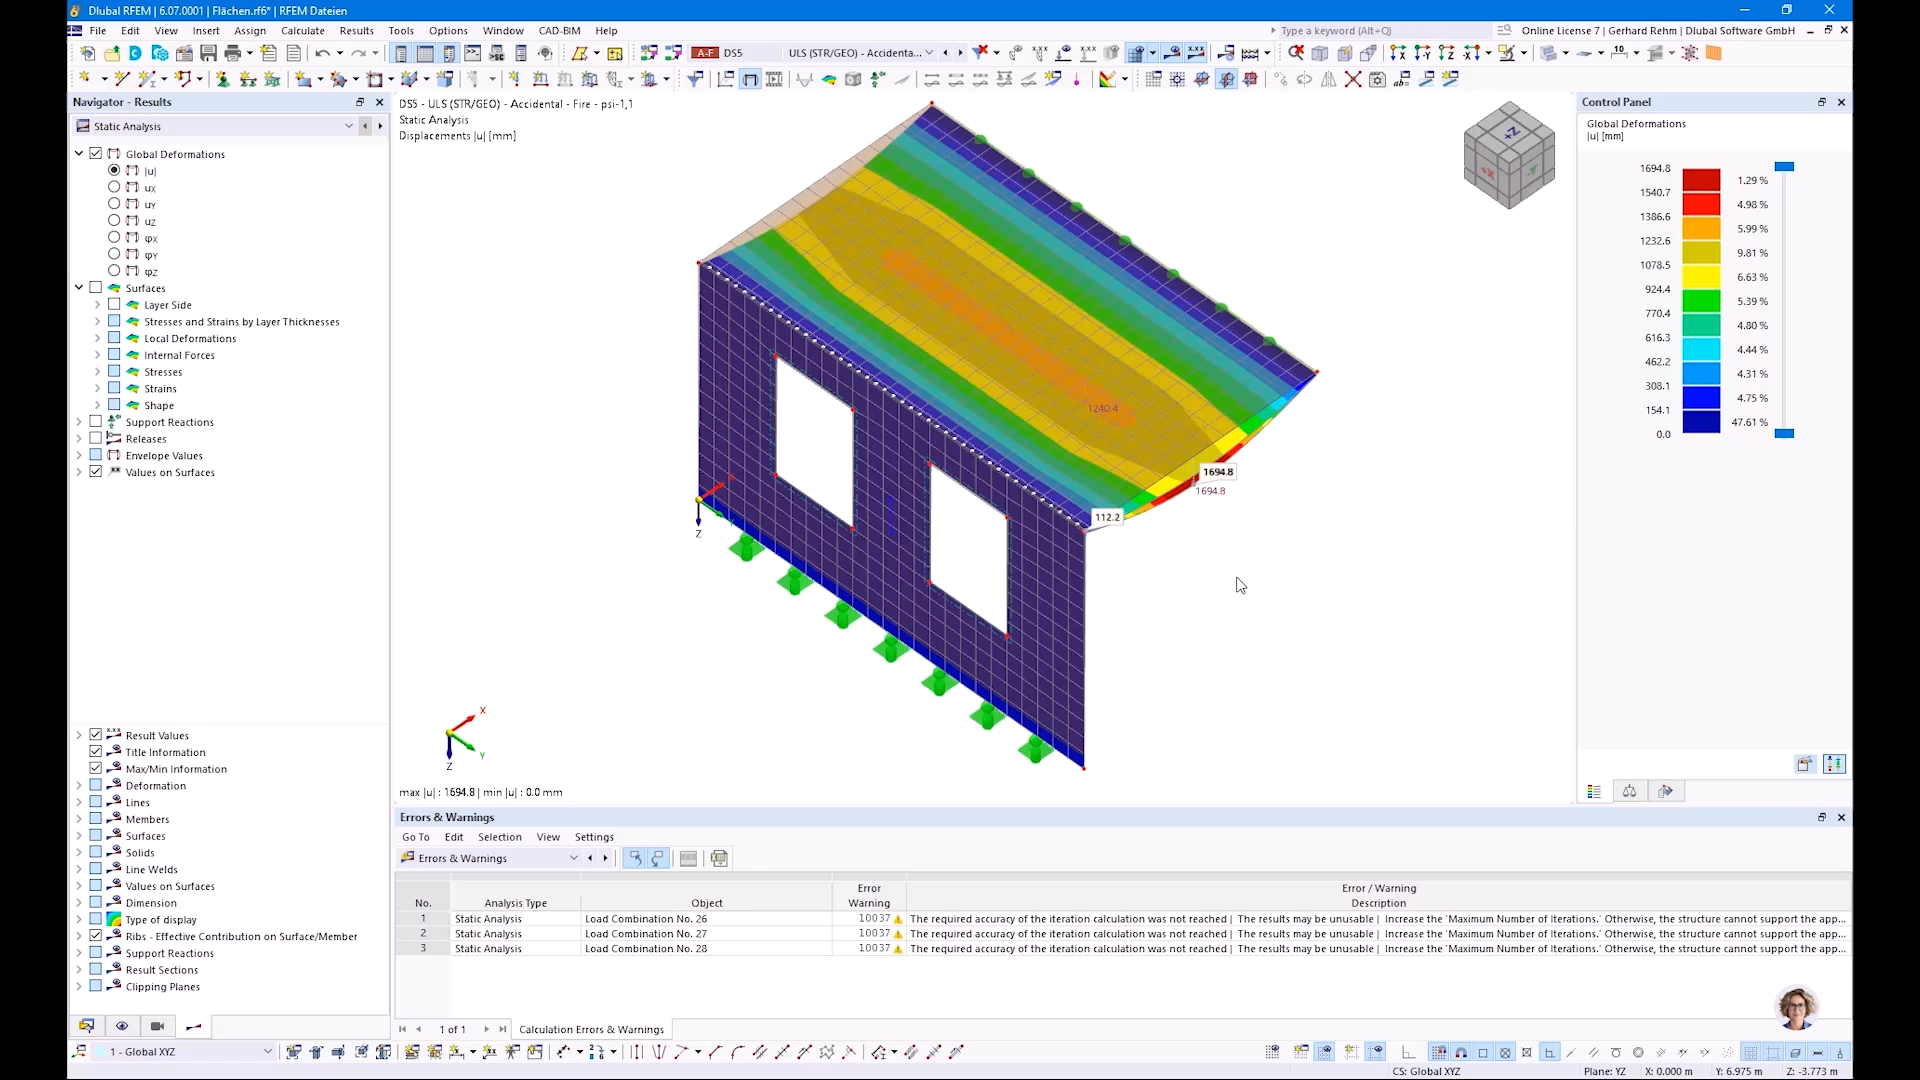 Dlubal RFEM | 6.07.0001 | Flächen.rf6* | RFEM Dateien
File Edit View Insert Assign Calculate Results Tools Options Window CAD-BIM Help
Type a keyword (Alt+Q)
Online License 7 | Gerhard Rehm | Dlubal Software GmbH
A-F DS5 ULS (STR/GEO) - Accidenta...
Navigator - Results
Static Analysis
Global Deformations
|u|
uX
uY
uZ
φX
φY
φZ
Surfaces
Layer Side
Stresses and Strains by Layer Thicknesses
Local Deformations
Internal Forces
Stresses
Strains
Shape
Support Reactions
Releases
Envelope Values
Values on Surfaces
Result Values
Title Information
Max/Min Information
Deformation
Lines
Members
Surfaces
Solids
Line Welds
Values on Surfaces
Dimension
Type of display
Ribs - Effective Contribution on Surface/Member
Support Reactions
Result Sections
Clipping Planes
DS5 - ULS (STR/GEO) - Accidental - Fire - psi-1,1
Static Analysis
Displacements |u| [mm]
1240.4
1694.8
1694.8
112.2
Z
X
Y
Z
+Z
+X
max |u| : 1694.8 | min |u| : 0.0 mm
Control Panel
Global Deformations
|u| [mm]
1694.8
1.29 %
1540.7
4.98 %
1386.6
5.99 %
1232.6
9.81 %
1078.5
6.63 %
924.4
5.39 %
770.4
4.80 %
616.3
4.44 %
462.2
4.31 %
308.1
4.75 %
154.1
47.61 %
0.0
Errors & Warnings
Go To Edit Selection View Settings
Errors & Warnings
No. Analysis Type Object Error Warning Error / Warning Description
1 Static Analysis Load Combination No. 26 10037 The required accuracy of the iteration calculation was not reached | The results may be unusable | Increase the 'Maximum Number of Iterations.' Otherwise, the structure cannot support the app...
2 Static Analysis Load Combination No. 27 10037 The required accuracy of the iteration calculation was not reached | The results may be unusable | Increase the 'Maximum Number of Iterations.' Otherwise, the structure cannot support the app...
3 Static Analysis Load Combination No. 28 10037 The required accuracy of the iteration calculation was not reached | The results may be unusable | Increase the 'Maximum Number of Iterations.' Otherwise, the structure cannot support the app...
1 of 1 Calculation Errors & Warnings
1 - Global XYZ
CS: Global XYZ Plane: YZ X: 0.000 m Y: 6.975 m Z: -3.773 m